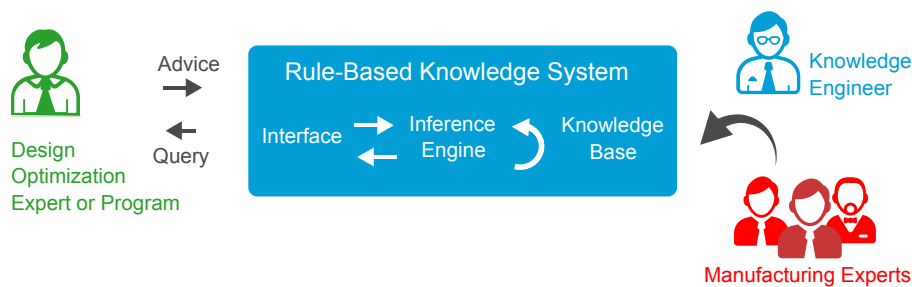 Advice
Query
Design
Optimization
Expert or Program
Rule-Based Knowledge System
Interface
Inference
Engine
Knowledge
Base
Knowledge
Engineer
Manufacturing Experts